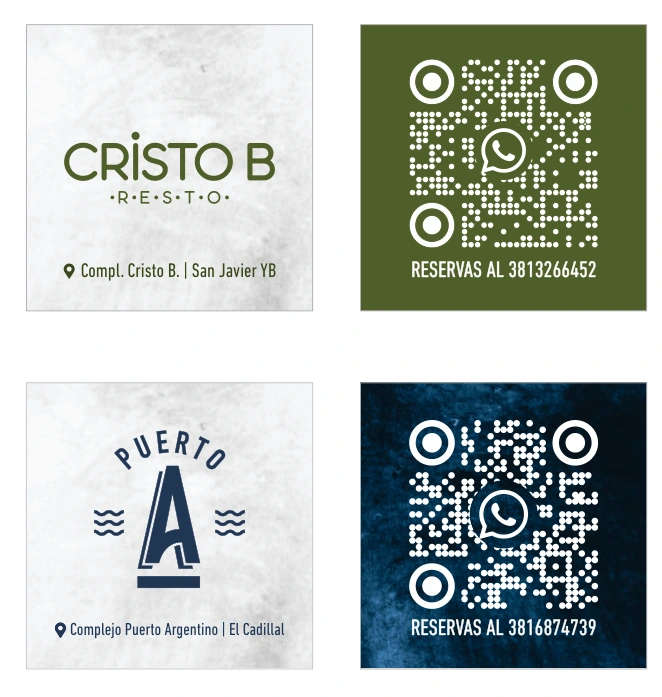 CRISTO B
·R·E·S·T·O·
Compl. Cristo B. | San Javier YB
RESERVAS AL 3813266452
PUERTO
A
Complejo Puerto Argentino | El Cadillal
RESERVAS AL 3816874739